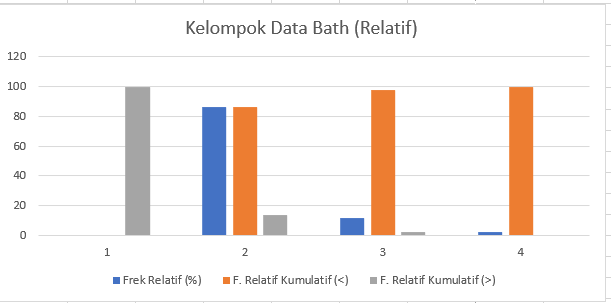 Kelompok Data Bath (Relatif)
120
100
80
60
40
20
0
1 2 3 4
Frek Relatif (%) F. Relatif Kumulatif (<) F. Relatif Kumulatif (>)